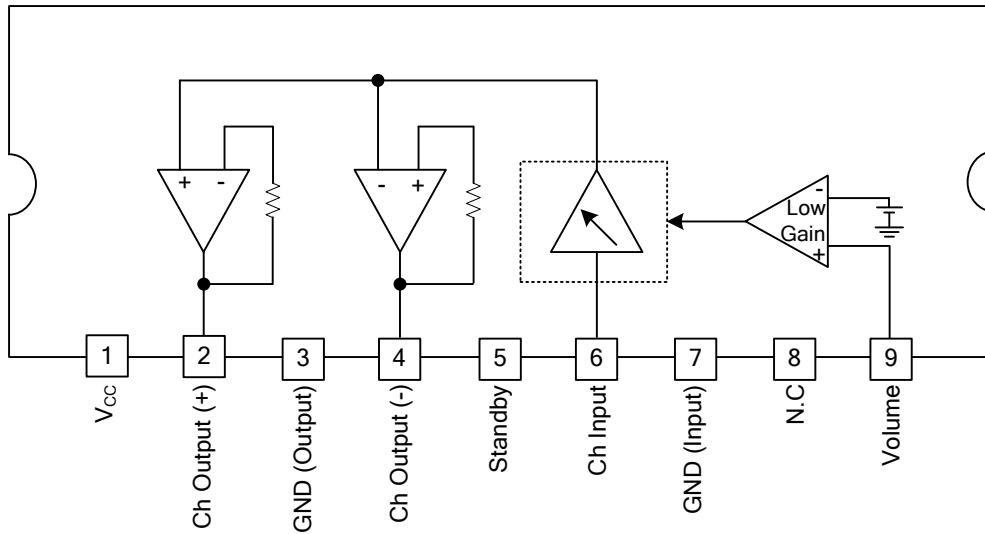 + -
- +
-
Low
Gain
+
1 2 3 4 5 6 7 8 9
VCC
Ch Output (+)
GND (Output)
Ch Output (-)
Standby
Ch Input
GND (Input)
N.C
Volume